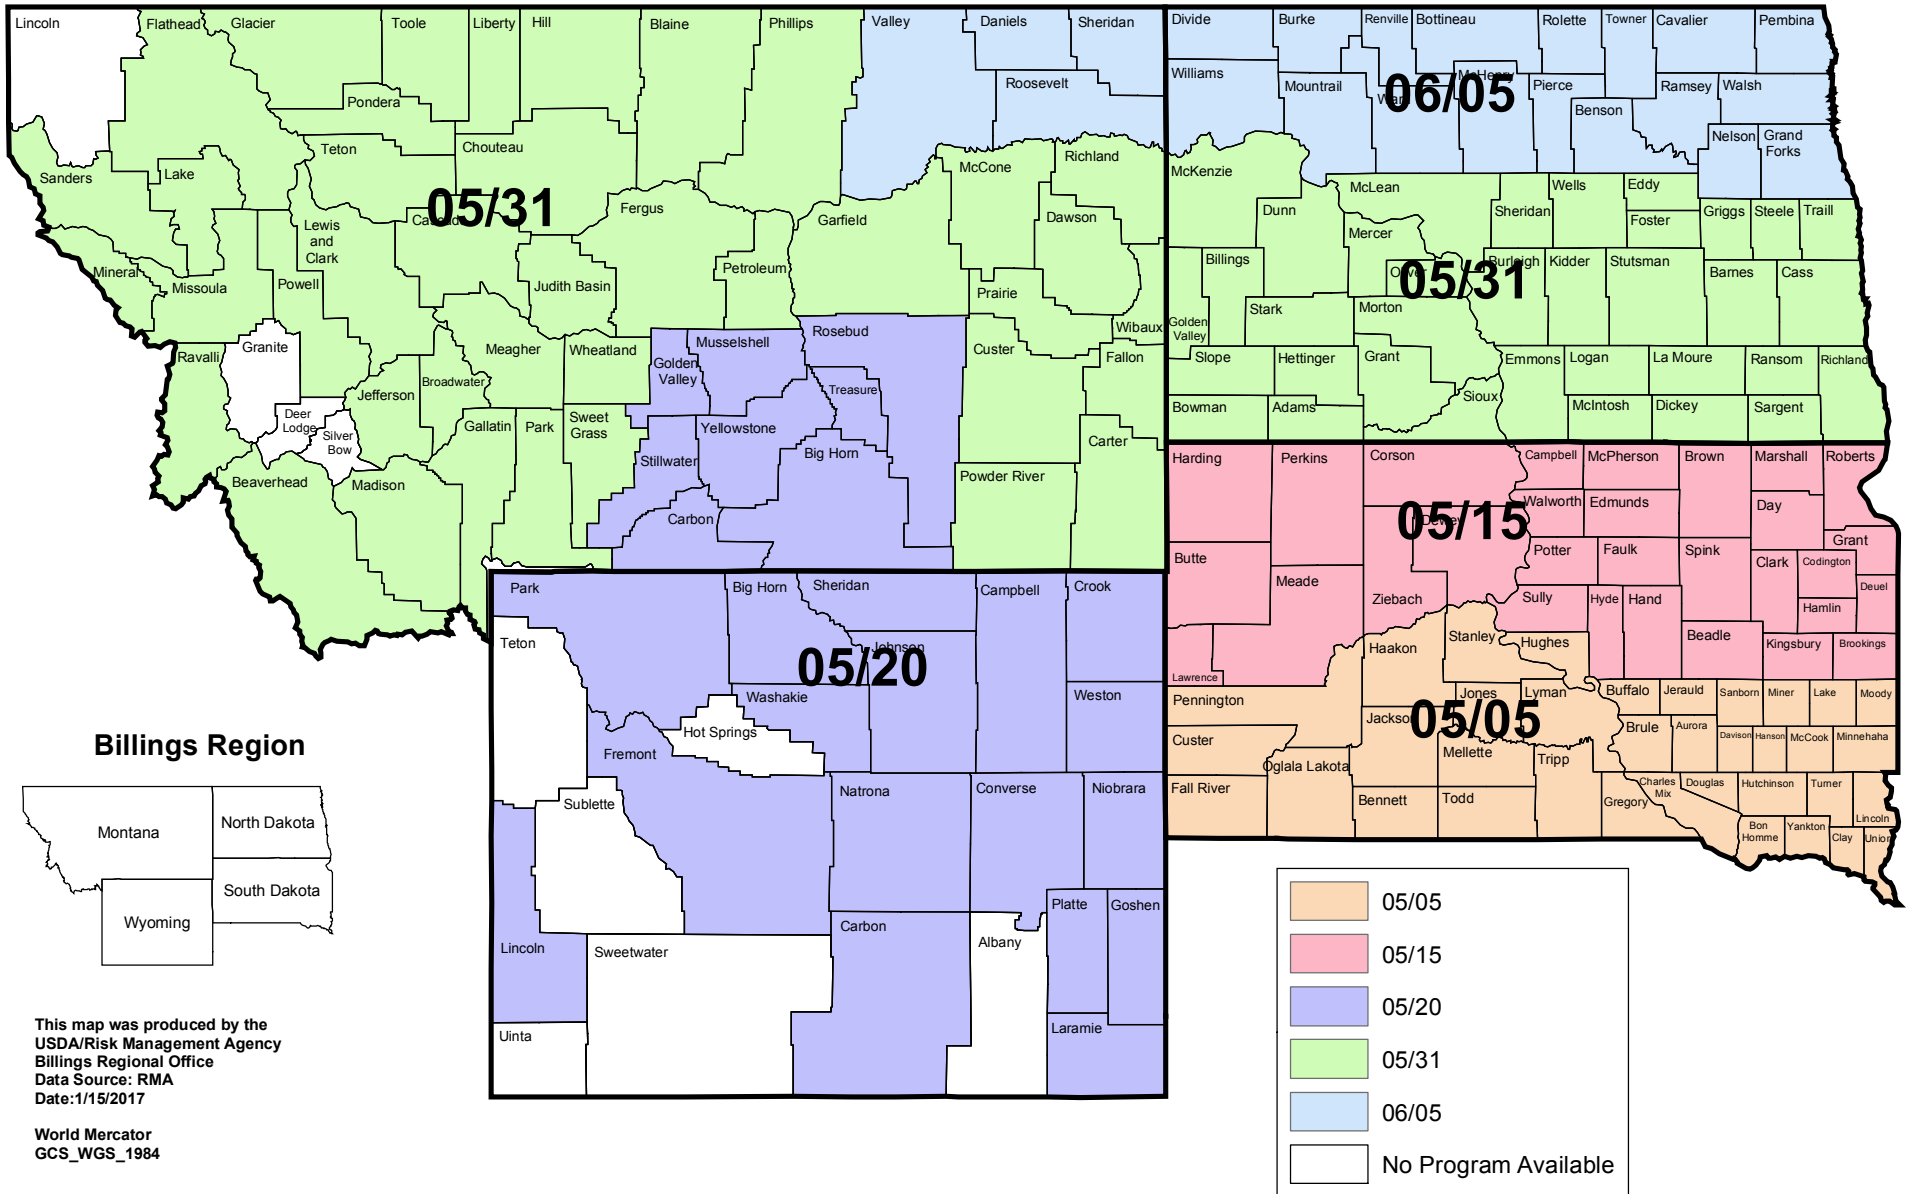 Lincoln
Flathead
Glacier
Toole
Liberty
Hill
Blaine
Phillips
Valley
Daniels
Sheridan
Roosevelt
Pondera
Teton
Chouteau
Sanders
Lake
McCone
Richland
Cascade
05/31
Fergus
Garfield
Dawson
Lewis
and
Clark
Mineral
Missoula
Powell
Judith Basin
Petroleum
Prairie
Wibaux
Granite
Ravalli
Meagher
Wheatland
Golden
Valley
Musselshell
Rosebud
Custer
Fallon
Broadwater
Jefferson
Treasure
Deer
Lodge
Silver
Bow
Gallatin
Park
Sweet
Grass
Yellowstone
Stillwater
Big Horn
Carter
Beaverhead
Madison
Carbon
Powder River
Divide
Burke
Renville
Bottineau
Rolette
Towner
Cavalier
Pembina
Williams
Mountrail
Ward
McHenry
06/05
Pierce
Benson
Ramsey
Walsh
Nelson
Grand
Forks
McKenzie
McLean
Wells
Eddy
Dunn
Sheridan
Foster
Griggs
Steele
Traill
Mercer
Billings
Oliver
05/31
Burleigh
Kidder
Stutsman
Barnes
Cass
Stark
Morton
Golden
Valley
Slope
Hettinger
Grant
Emmons
Logan
La Moure
Ransom
Richland
Sioux
Bowman
Adams
McIntosh
Dickey
Sargent
Harding
Perkins
Corson
Campbell
McPherson
Brown
Marshall
Roberts
Dewey
05/15
Walworth
Edmunds
Day
Butte
Potter
Faulk
Spink
Grant
Clark
Codington
Meade
Ziebach
Sully
Hyde
Hand
Deuel
Hamlin
Stanley
Hughes
Beadle
Kingsbury
Brookings
Haakon
Lawrence
Pennington
Jones
Lyman
Buffalo
Jerauld
Sanborn
Miner
Lake
Moody
Jackson
05/05
Custer
Brule
Aurora
Davison
Hanson
McCook
Minnehaha
Oglala Lakota
Mellette
Tripp
Fall River
Bennett
Todd
Gregory
Charles
Mix
Douglas
Hutchinson
Turner
Lincoln
Bon
Homme
Yankton
Clay
Union
Park
Big Horn
Sheridan
Campbell
Crook
Teton
Johnson
05/20
Washakie
Weston
Hot Springs
Fremont
Sublette
Natrona
Converse
Niobrara
Platte
Goshen
Lincoln
Sweetwater
Carbon
Albany
Uinta
Laramie
Billings Region
Montana
North Dakota
South Dakota
Wyoming
This map was produced by the
USDA/Risk Management Agency
Billings Regional Office
Data Source: RMA
Date:1/15/2017
World Mercator
GCS_WGS_1984
05/05
05/15
05/20
05/31
06/05
No Program Available